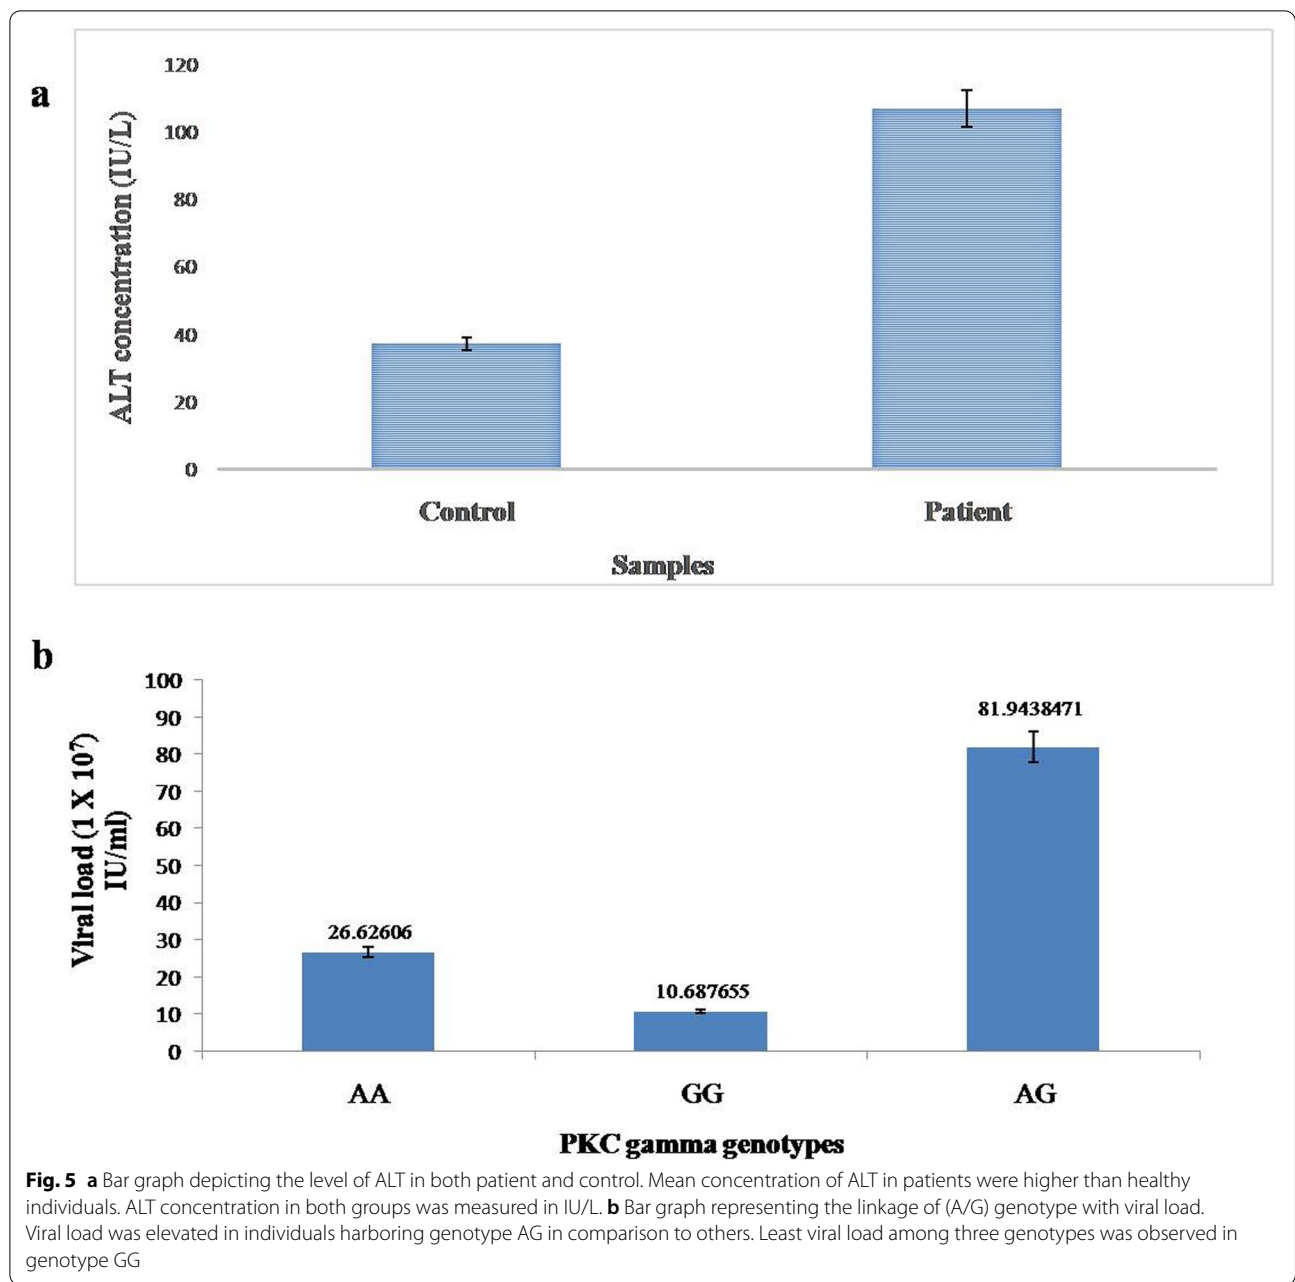 a
120
100
80
60
40
20
0
ALT concentration (IU/L)
Control Patient
Samples
b
100
90
80
70
60
50
40
30
20
10
0
Viral load (1 X 10⁷
IU/ml)
26.62606
10.687655
81.9438471
AA GG AG
PKC gamma genotypes
Fig. 5 a Bar graph depicting the level of ALT in both patient and control. Mean concentration of ALT in patients were higher than healthy
individuals. ALT concentration in both groups was measured in IU/L. b Bar graph representing the linkage of (A/G) genotype with viral load.
Viral load was elevated in individuals harboring genotype AG in comparison to others. Least viral load among three genotypes was observed in
genotype GG